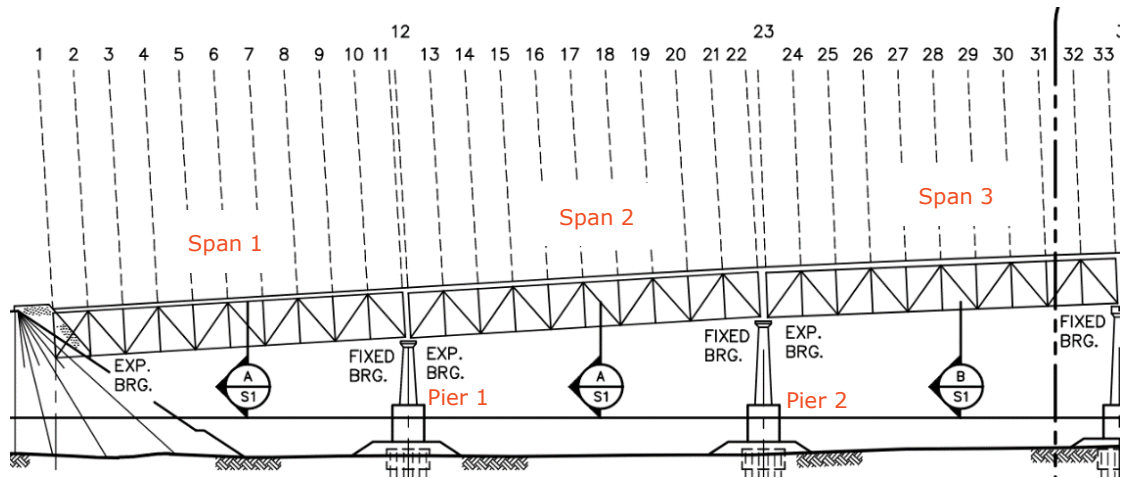 12
23
1 2 3 4 5 6 7 8 9 10 11 13 14 15 16 17 18 19 20 21 22 24 25 26 27 28 29 30 31 32 33
Span 1
Span 2
Span 3
EXP.
BRG.
A
S1
FIXED
BRG.
EXP.
BRG.
Pier 1
A
S1
FIXED
BRG.
EXP.
BRG.
Pier 2
B
S1
FIXED
BRG.